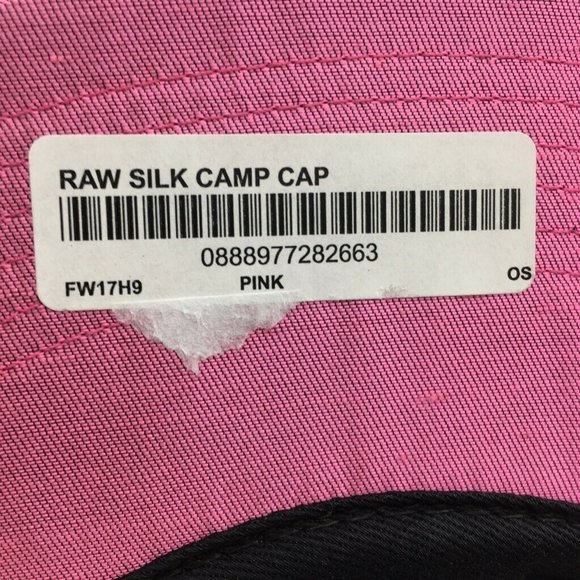 RAW SILK CAMP CAP
0888977282663
FW17H9 PINK OS